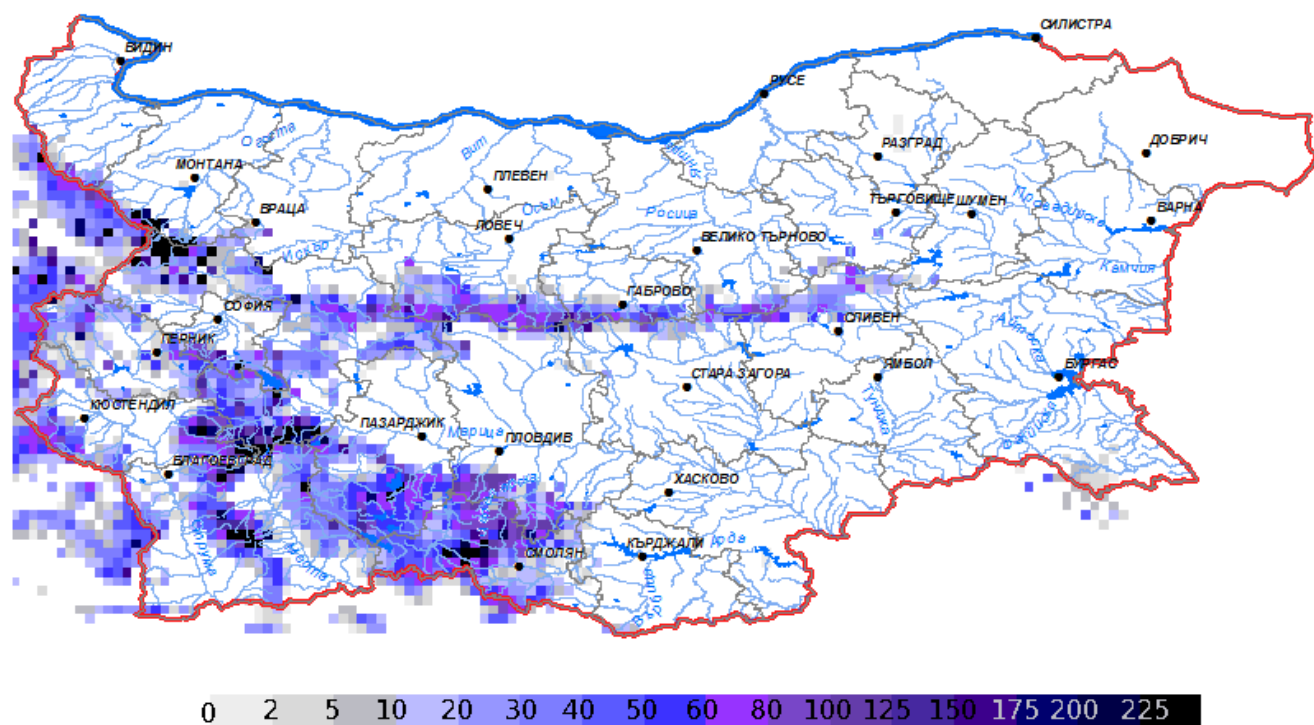 СИЛИСТРА
ВИДИН
РУСЕ
Огоста
ДОБРИЧ
МОНТАНА
Вит
РАЗГРАД
ПЛЕВЕН
ВРАЦА
Осъм
Росица
ТЪРГОВИЩЕ
ШУМЕН
ВАРНА
ЛОВЕЧ
ВЕЛИКО ТЪРНОВО
Искър
Камчия
ГАБРОВО
СОФИЯ
СЛИВЕН
ПЕРНИК
СТАРА ЗАГОРА
ЯМБОЛ
БУРГАС
КЮСТЕНДИЛ
Тунджа
ПАЗАРДЖИК
Марица
ПЛОВДИВ
БЛАГОЕВГРАД
ХАСКОВО
Струма
Места
СМОЛЯН
КЪРДЖАЛИ
0 2 5 10 20 30 40 50 60 80 100 125 150 175 200 225